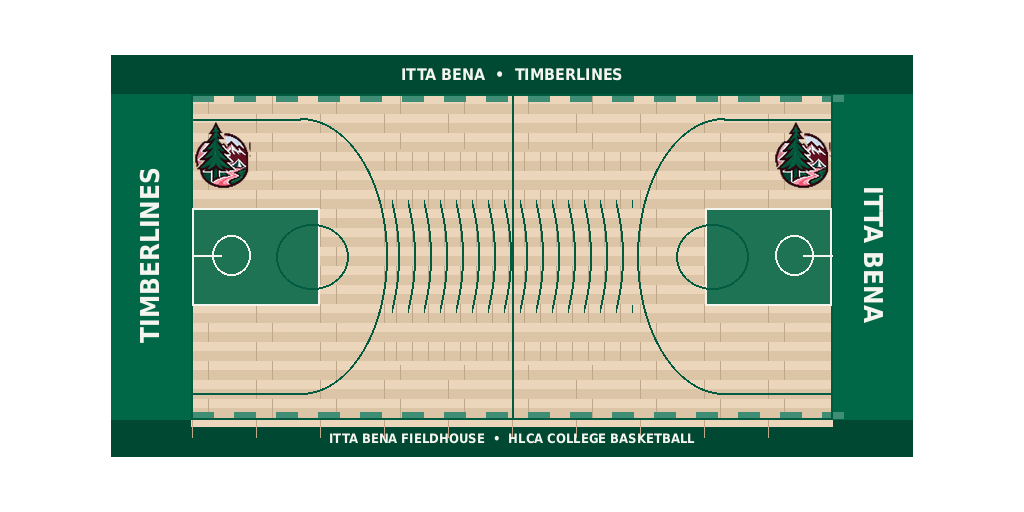 ITTA BENA • TIMBERLINES
TIMBERLINES
ITTA BENA
ITTA BENA FIELDHOUSE • HLCA COLLEGE BASKETBALL